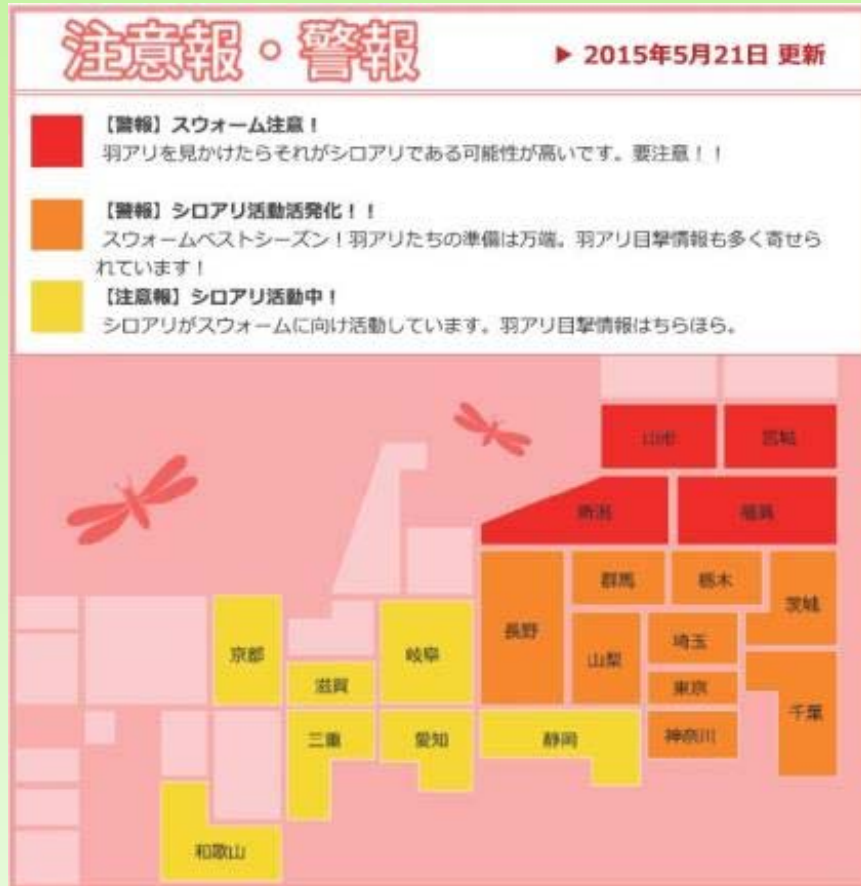 注意報・警報
▶ 2015年5月21日 更新
【警報】スウォーム注意！
羽アリを見かけたらそれがシロアリである可能性が高いです。要注意！！
【警報】シロアリ活動活発化！！
スウォームベストシーズン！羽アリたちの準備は万端。羽アリ目撃情報も多く寄せら
れています！
【注意報】シロアリ活動中！
シロアリがスウォームに向け活動しています。羽アリ目撃情報はちらほら。
山形 宮城
新潟 福島
群馬 栃木 茨城
長野 山梨 埼玉
京都 岐阜
滋賀 東京 千葉
三重 愛知 静岡 神奈川
和歌山